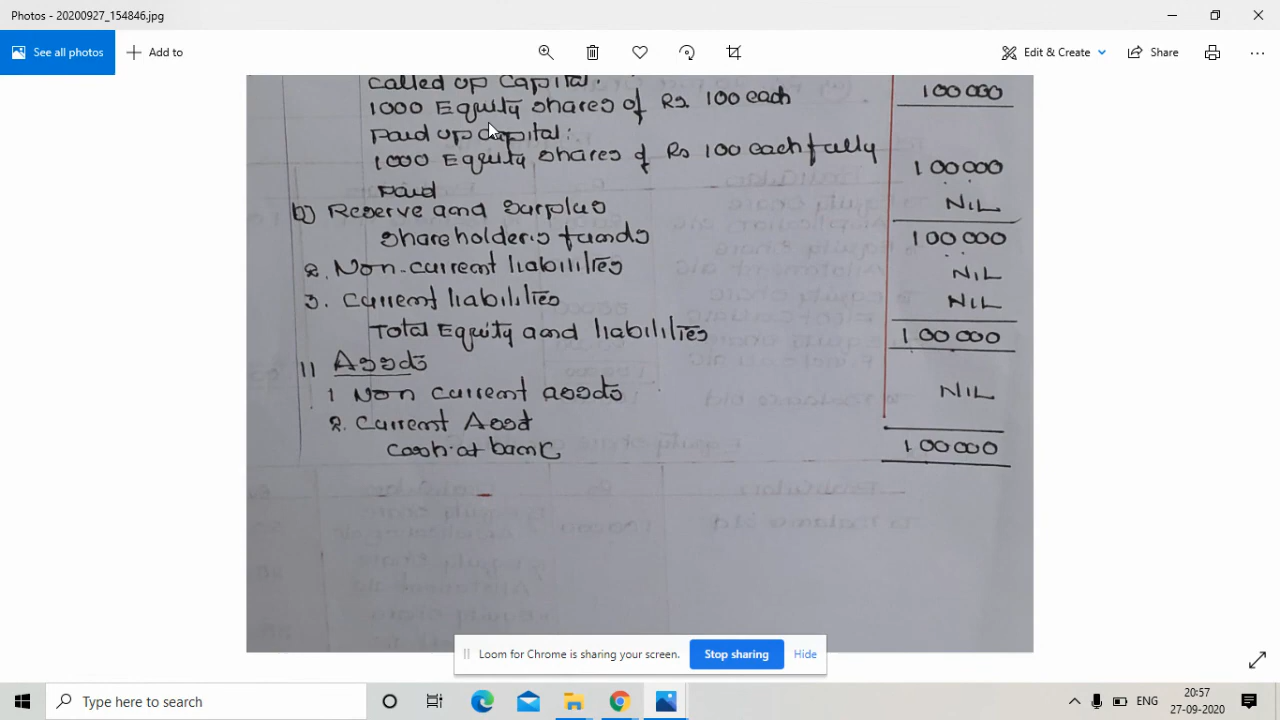 Photos - 20200927_154846.jpg
See all photos
Add to
Edit & Create
Share
called up Capital:
1000 Equity shares of Rs. 100 each 100000
Paid up capital:
1000 Equity shares of Rs 100 each fully 100000
Paid
b) Reserve and surplus NIL
shareholder's funds 100000
2. Non-current liabilities NIL
3. Current liabilities NIL
Total Equity and liabilities 100000
II Assets
1 Non current assets NIL
2. Current Asset
Cash at bank 100000
Loom for Chrome is sharing your screen. Stop sharing Hide
Type here to search
ENG
20:57
27-09-2020